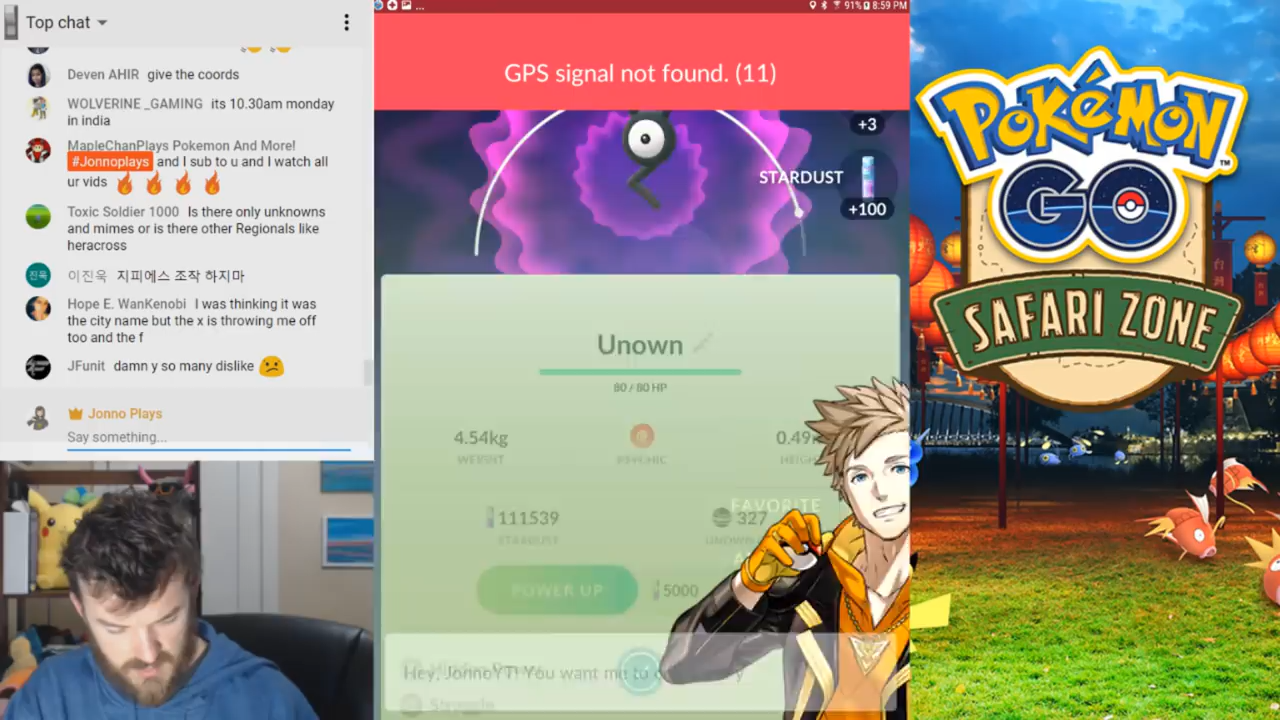 Top chat
Deven AHIR give the coords
WOLVERINE _GAMING its 10.30am monday
in india
MapleChanPlays Pokemon And More!
#Jonnoplays and I sub to u and I watch all
ur vids
Toxic Soldier 1000 Is there only unknowns
and mimes or is there other Regionals like
heracross
진욱 이진욱 지피에스 조작 하지마
Hope E. WanKenobi I was thinking it was
the city name but the x is throwing me off
too and the f
JFunit damn y so many dislike
Jonno Plays
Say something...
... 91% 8:59 PM
GPS signal not found. (11)
+3
STARDUST
+100
Unown
80 / 80 HP
4.54kg
WEIGHT
PSYCHIC
FAVORITE
111539
STARDUST
327
POWER UP 5000
Hey, JonnoYT! You want me to
Struggle
POKÉMON
GO
SAFARI ZONE